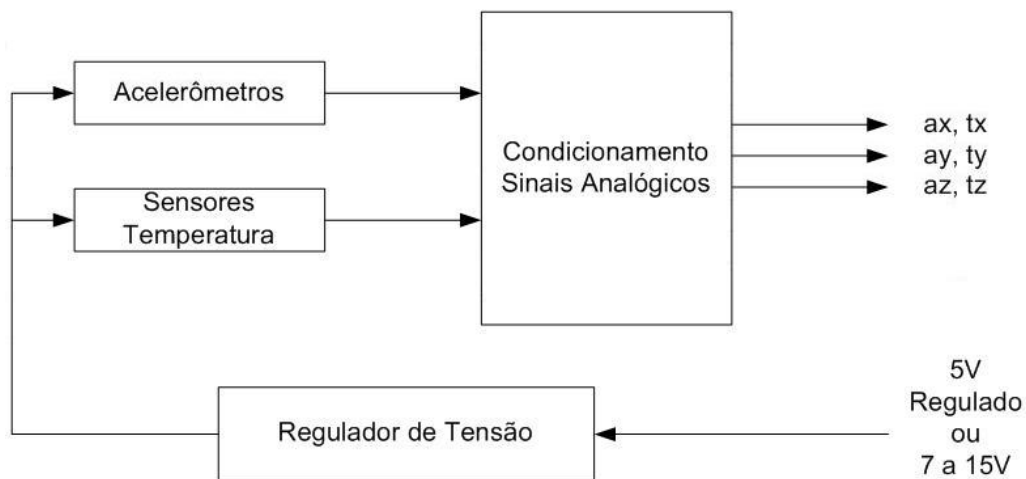 Acelerômetros
Sensores
Temperatura
Condicionamento
Sinais Analógicos
ax, tx
ay, ty
az, tz
Regulador de Tensão
5V
Regulado
ou
7 a 15V